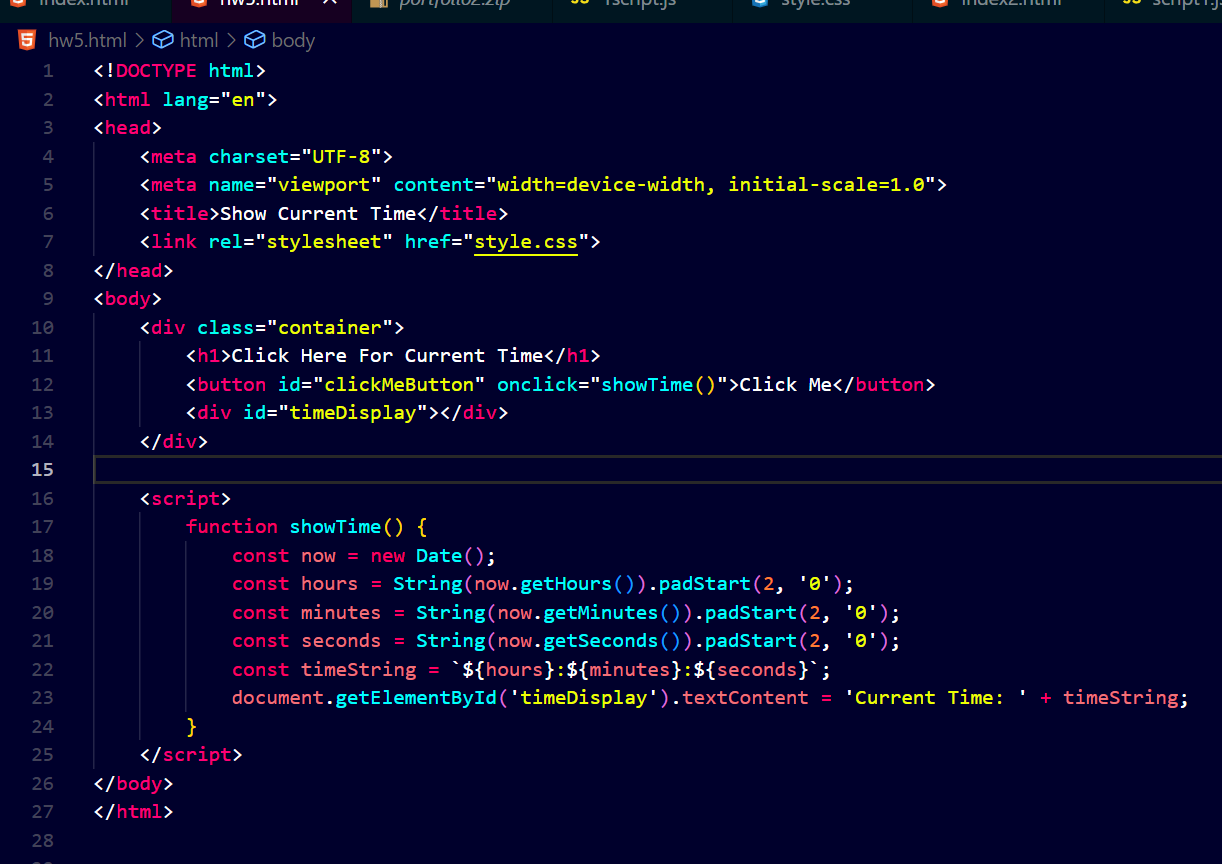 index.html hw5.html portfolio2.zip 1script.js style.css index2.html script1.js
hw5.html > html > body
1 <!DOCTYPE html>
2 <html lang="en">
3 <head>
4     <meta charset="UTF-8">
5     <meta name="viewport" content="width=device-width, initial-scale=1.0">
6     <title>Show Current Time</title>
7     <link rel="stylesheet" href="style.css">
8 </head>
9 <body>
10     <div class="container">
11         <h1>Click Here For Current Time</h1>
12         <button id="clickMeButton" onclick="showTime()">Click Me</button>
13         <div id="timeDisplay"></div>
14     </div>
15
16     <script>
17         function showTime() {
18             const now = new Date();
19             const hours = String(now.getHours()).padStart(2, '0');
20             const minutes = String(now.getMinutes()).padStart(2, '0');
21             const seconds = String(now.getSeconds()).padStart(2, '0');
22             const timeString = `${hours}:${minutes}:${seconds}`;
23             document.getElementById('timeDisplay').textContent = 'Current Time: ' + timeString;
24         }
25     </script>
26 </body>
27 </html>
28